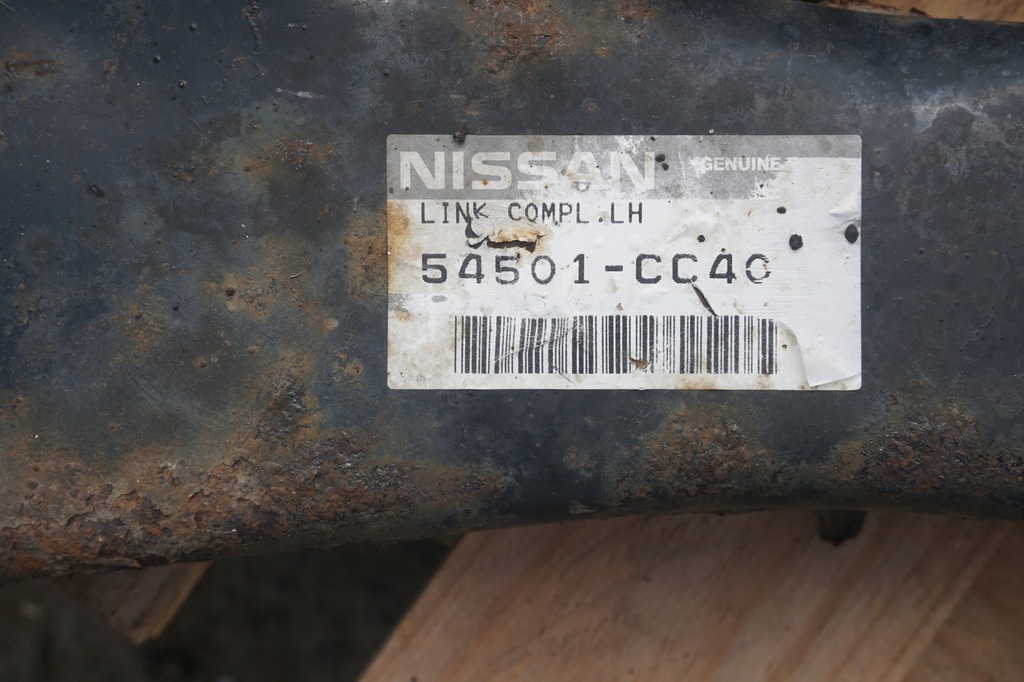 NISSAN GENUINE
LINK COMPL.LH
54501-CC40